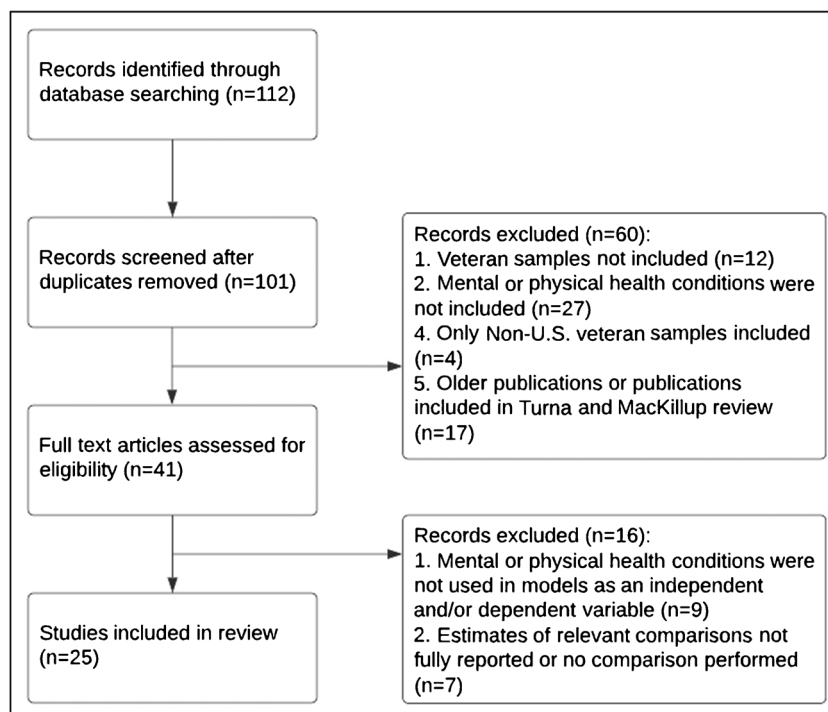 Records identified through
database searching (n=112)
Records screened after
duplicates removed (n=101)
Records excluded (n=60):
1. Veteran samples not included (n=12)
2. Mental or physical health conditions were
not included (n=27)
4. Only Non-U.S. veteran samples included
(n=4)
5. Older publications or publications
included in Turna and MacKillup review
(n=17)
Full text articles assessed for
eligibility (n=41)
Records excluded (n=16):
1. Mental or physical health conditions were
not used in models as an independent
and/or dependent variable (n=9)
2. Estimates of relevant comparisons not
fully reported or no comparison performed
(n=7)
Studies included in review
(n=25)